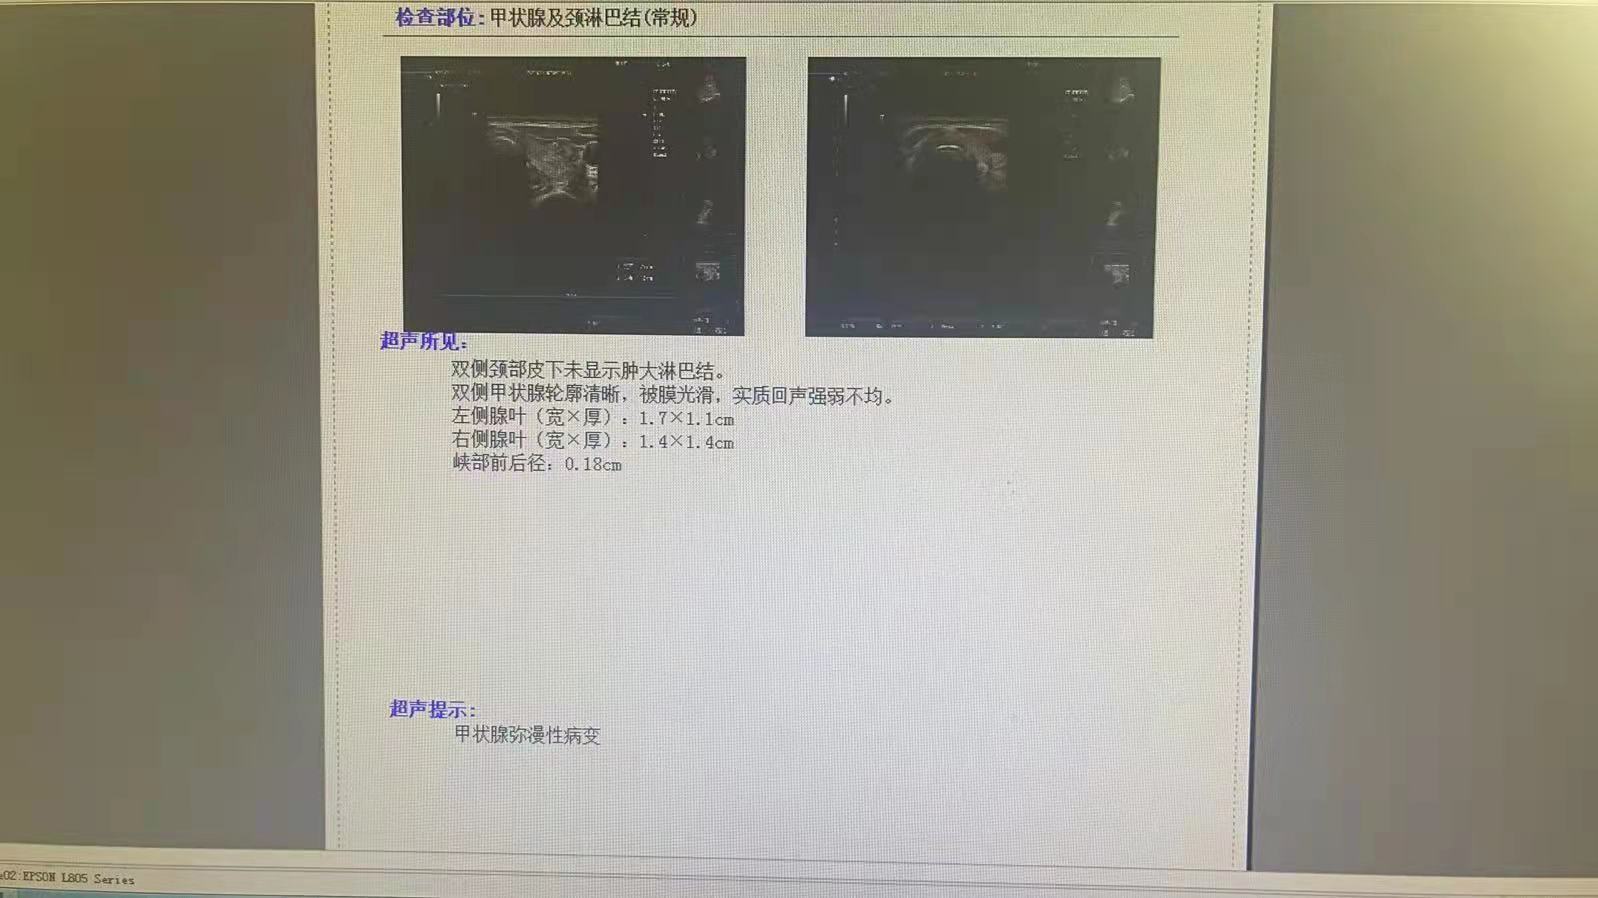 检查部位:甲状腺及颈淋巴结(常规)
超声所见:
双侧颈部皮下未显示肿大淋巴结。
双侧甲状腺轮廓清晰，被膜光滑，实质回声强弱不均。
左侧腺叶（宽×厚）: 1.7×1.1cm
右侧腺叶（宽×厚）: 1.4×1.4cm
峡部前后径: 0.18cm
超声提示:
甲状腺弥漫性病变
02:EPSON L805 Series